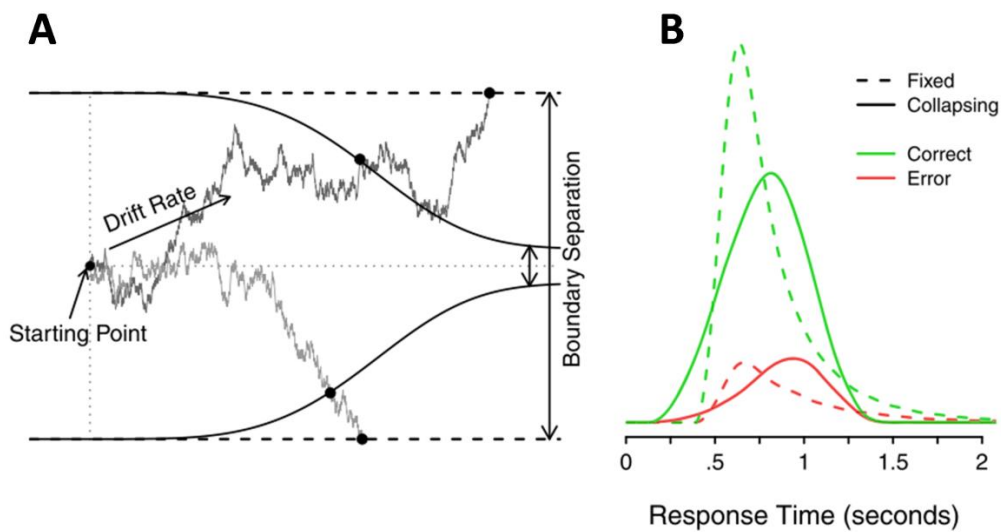 A
B
Drift Rate
Starting Point
Boundary Separation
Fixed
Collapsing
Correct
Error
0 .5 1 1.5 2
Response Time (seconds)